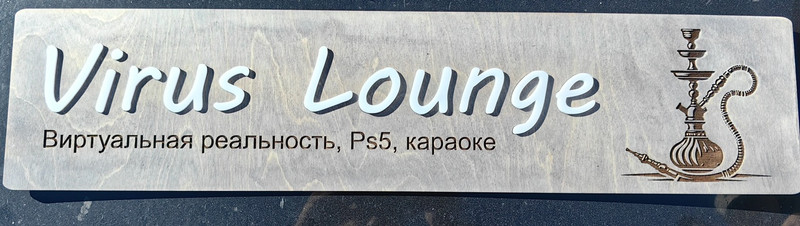 Virus Lounge
Виртуальная реальность, Ps5, караоке